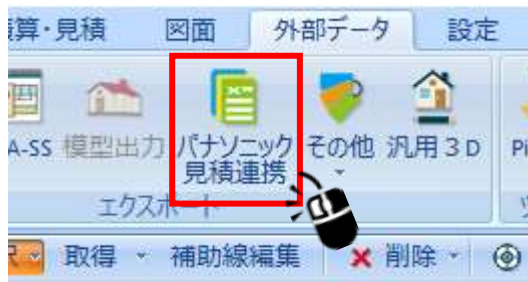 算・見積 図面 外部データ 設定
A-SS 模型出力 パナソニック見積連携 その他 汎用3D Pi
エクスポート
取得 補助線編集 削除